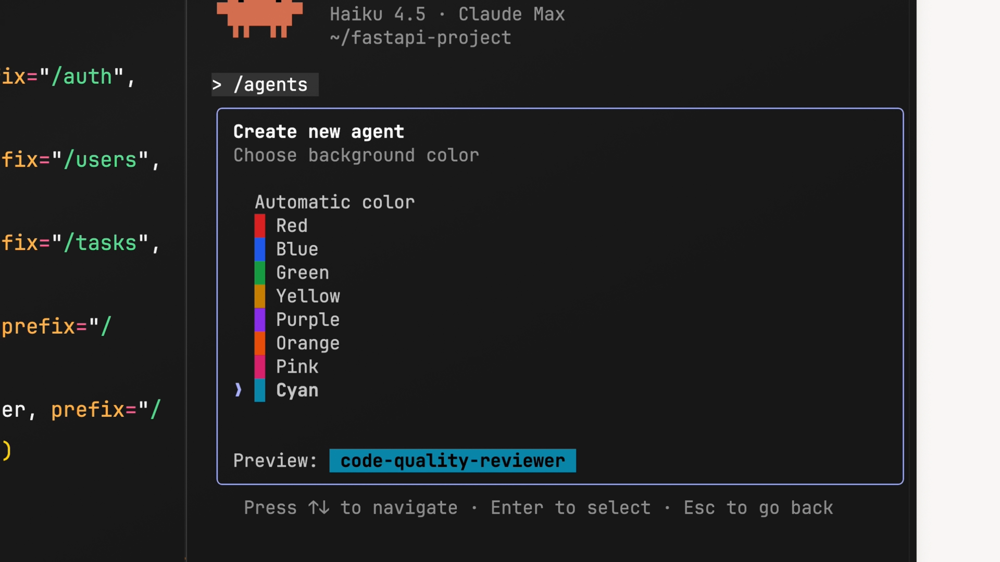 Haiku 4.5 · Claude Max
~/fastapi-project
> /agents
Create new agent
Choose background color
Automatic color
Red
Blue
Green
Yellow
Purple
Orange
Pink
❯ Cyan
Preview: code-quality-reviewer
Press ↑↓ to navigate · Enter to select · Esc to go back
ix="/auth",
fix="/users",
fix="/tasks",
prefix="/
er, prefix="/
)